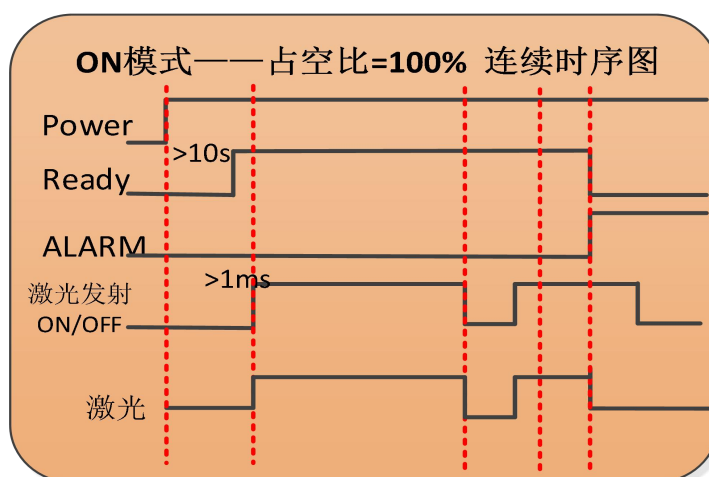 ON模式——占空比=100% 连续时序图
Power
>10s
Ready
ALARM
>1ms
激光发射
ON/OFF
激光